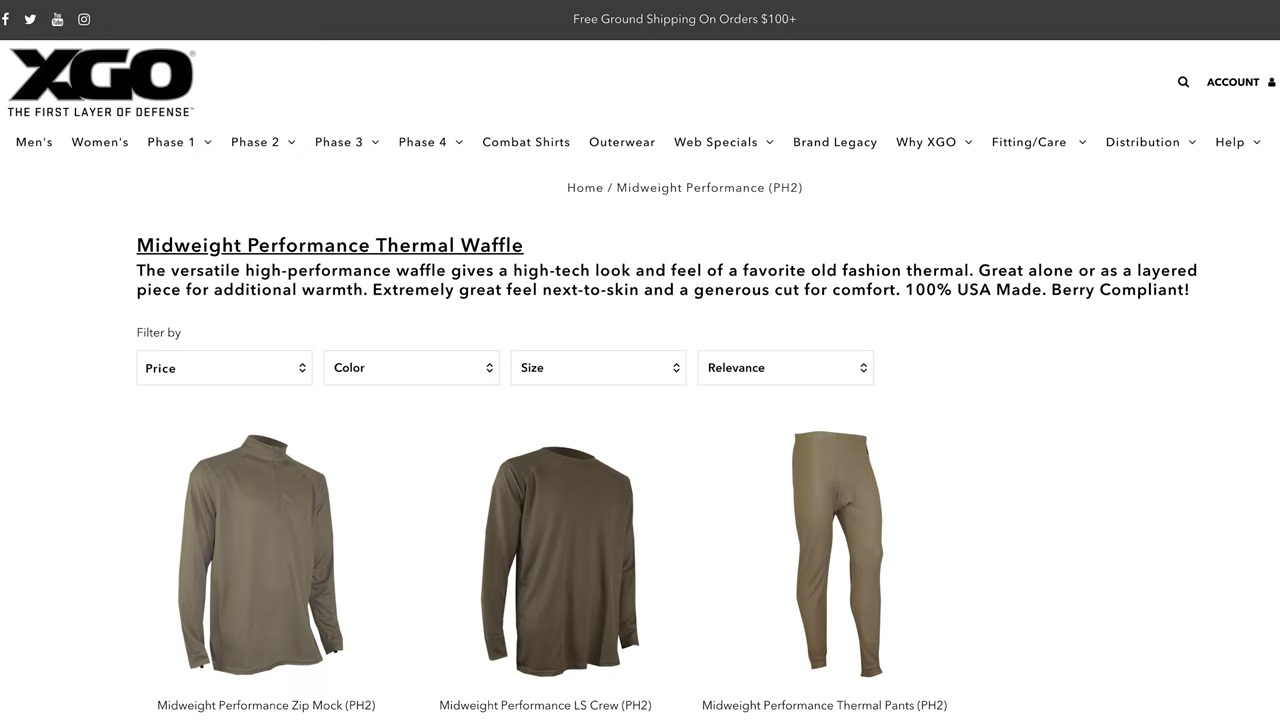 Free Ground Shipping On Orders $100+
XGO®
THE FIRST LAYER OF DEFENSE™
ACCOUNT
Men's Women's Phase 1 Phase 2 Phase 3 Phase 4 Combat Shirts Outerwear Web Specials Brand Legacy Why XGO Fitting/Care Distribution Help
Home / Midweight Performance (PH2)
Midweight Performance Thermal Waffle
The versatile high-performance waffle gives a high-tech look and feel of a favorite old fashion thermal. Great alone or as a layered
piece for additional warmth. Extremely great feel next-to-skin and a generous cut for comfort. 100% USA Made. Berry Compliant!
Filter by
Price Color Size Relevance
Midweight Performance Zip Mock (PH2) Midweight Performance LS Crew (PH2) Midweight Performance Thermal Pants (PH2)